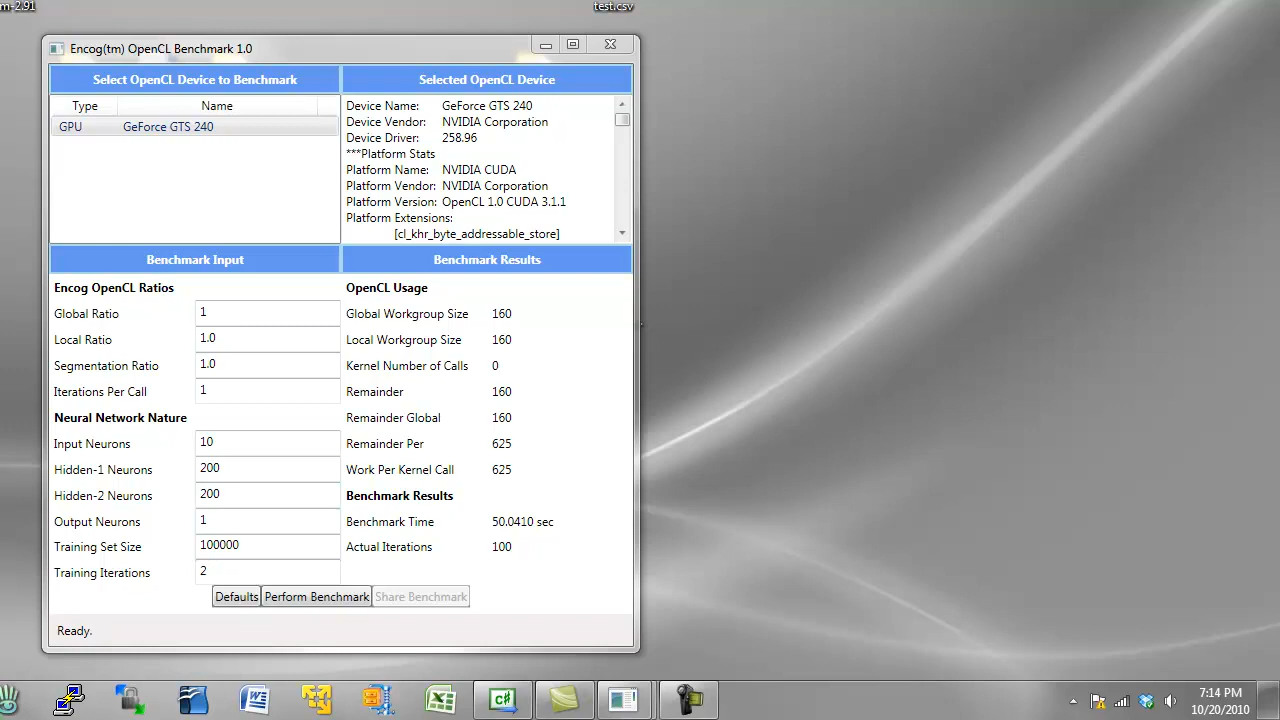 m-2.91
test.csv
Encog(tm) OpenCL Benchmark 1.0
Select OpenCL Device to Benchmark
Type Name
GPU GeForce GTS 240
Selected OpenCL Device
Device Name: GeForce GTS 240
Device Vendor: NVIDIA Corporation
Device Driver: 258.96
***Platform Stats
Platform Name: NVIDIA CUDA
Platform Vendor: NVIDIA Corporation
Platform Version: OpenCL 1.0 CUDA 3.1.1
Platform Extensions:
[cl_khr_byte_addressable_store]
Benchmark Input
Encog OpenCL Ratios
Global Ratio 1
Local Ratio 1.0
Segmentation Ratio 1.0
Iterations Per Call 1
Neural Network Nature
Input Neurons 10
Hidden-1 Neurons 200
Hidden-2 Neurons 200
Output Neurons 1
Training Set Size 100000
Training Iterations 2
Benchmark Results
OpenCL Usage
Global Workgroup Size 160
Local Workgroup Size 160
Kernel Number of Calls 0
Remainder 160
Remainder Global 160
Remainder Per 625
Work Per Kernel Call 625
Benchmark Results
Benchmark Time 50.0410 sec
Actual Iterations 100
Defaults Perform Benchmark Share Benchmark
Ready.
7:14 PM
10/20/2010